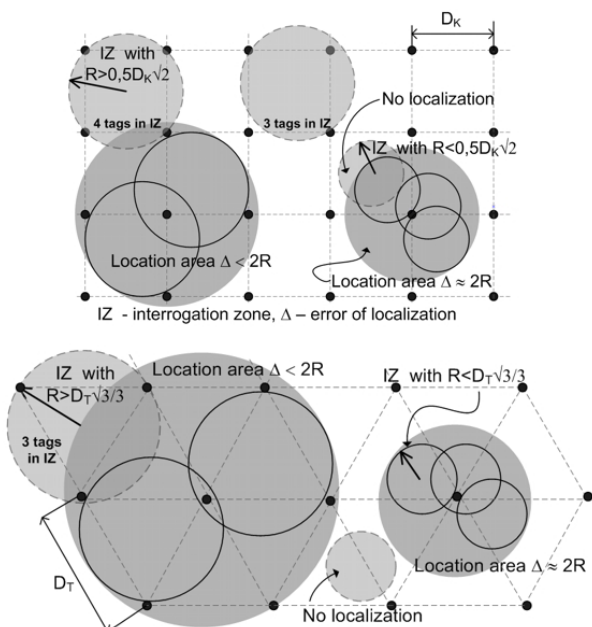 D_K
IZ with
R>0,5D_K√2
No localization
4 tags in IZ
3 tags in IZ
IZ with R<0,5D_K√2
Location area Δ < 2R
Location area Δ ≈ 2R
IZ - interrogation zone, Δ – error of localization
Location area Δ < 2R
IZ with
R>D_T√3/3
IZ with R<D_T√3/3
3 tags
in IZ
D_T
Location area Δ ≈ 2R
No localization